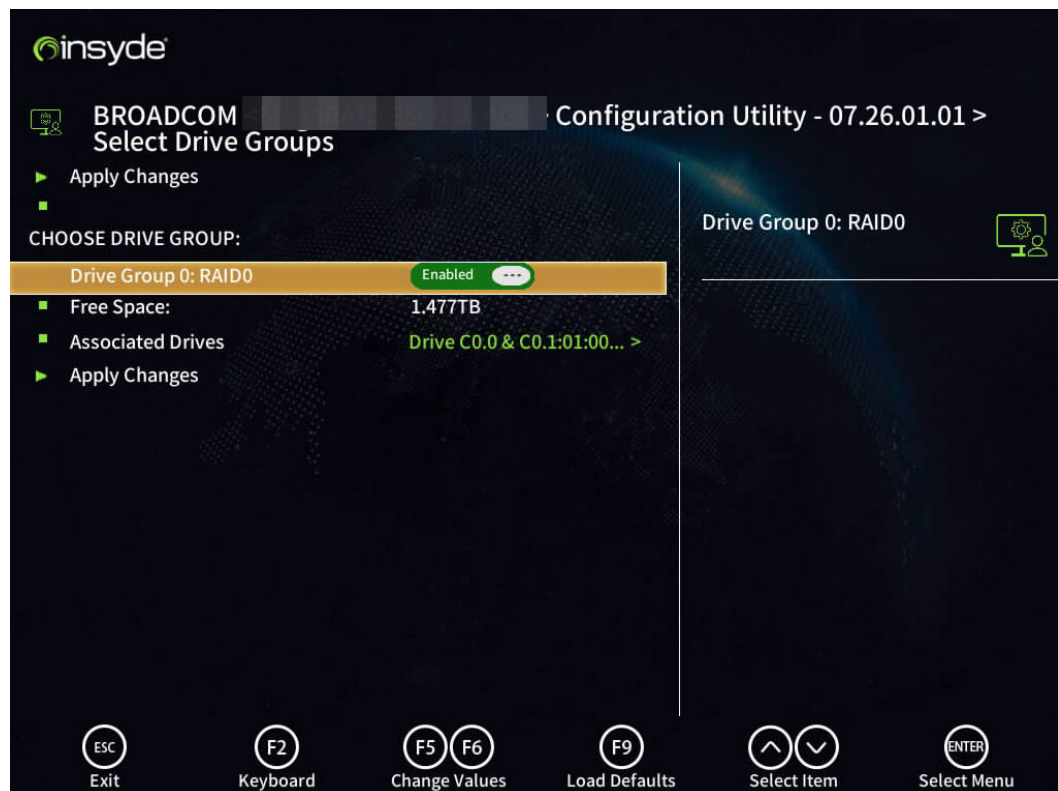 insyde
BROADCOM Configuration Utility - 07.26.01.01 >
Select Drive Groups
Apply Changes
CHOOSE DRIVE GROUP:
Drive Group 0: RAID0 Enabled
Free Space: 1.477TB
Associated Drives Drive C0.0 & C0.1:01:00... >
Apply Changes
Drive Group 0: RAID0
ESC F2 F5 F6 F9 ENTER
Exit Keyboard Change Values Load Defaults Select Item Select Menu